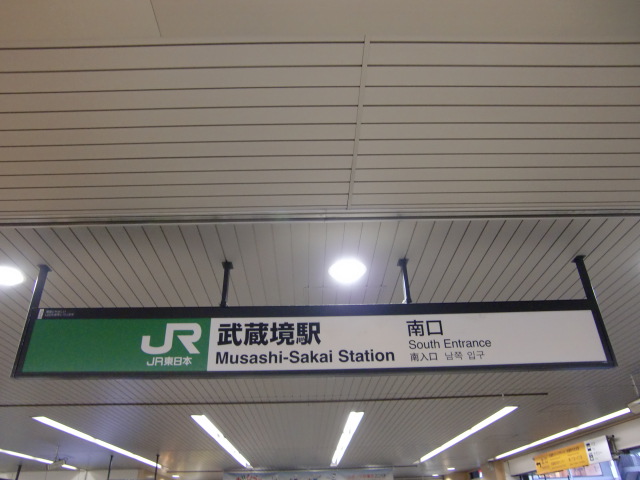 JR
JR東日本
武蔵境駅
Musashi-Sakai Station
南口
South Entrance
南入口 남쪽 입구